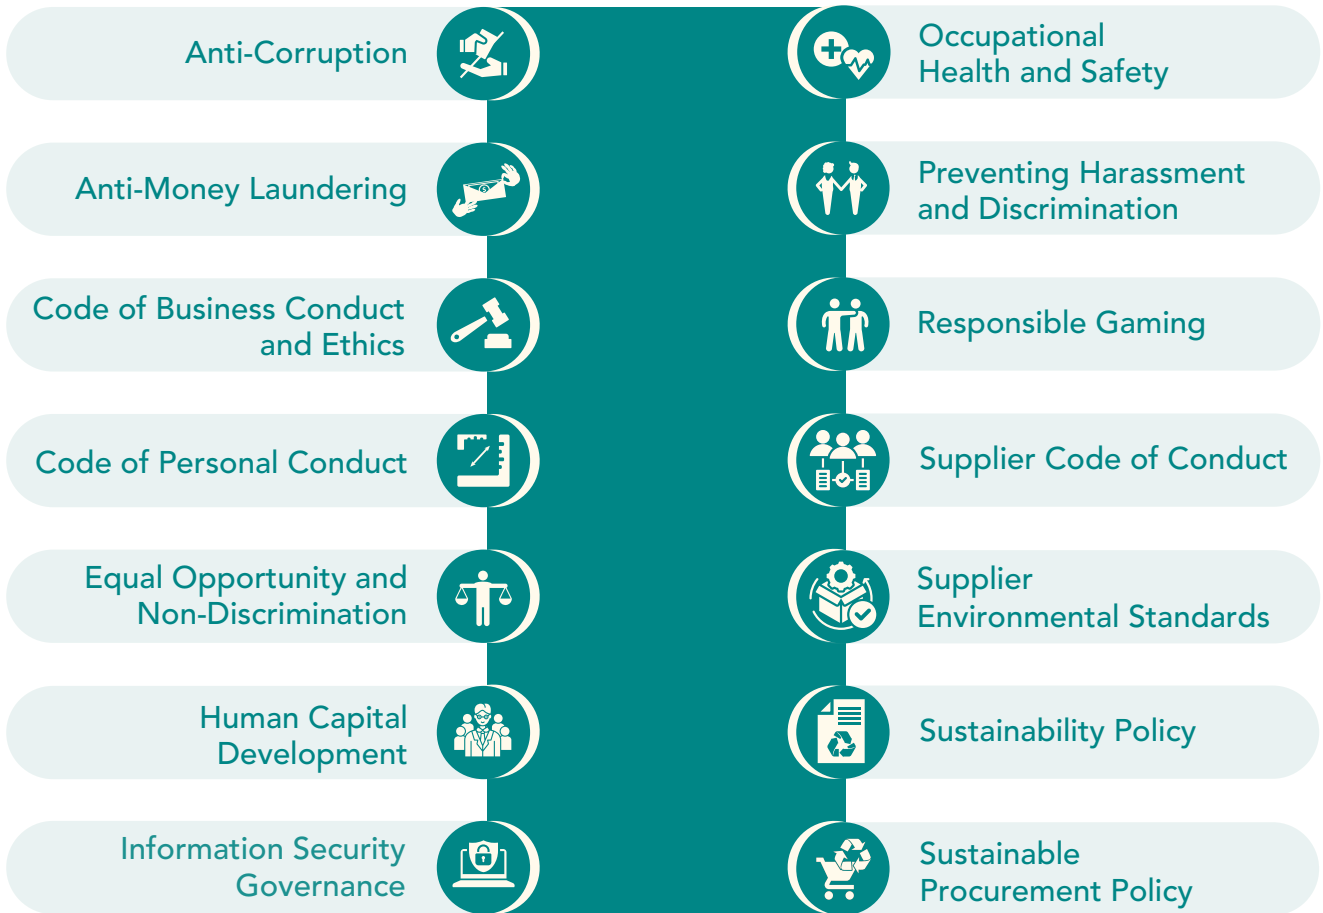 Anti-Corruption
Anti-Money Laundering
Code of Business Conduct
and Ethics
Code of Personal Conduct
Equal Opportunity and
Non-Discrimination
Human Capital
Development
Information Security
Governance
Occupational
Health and Safety
Preventing Harassment
and Discrimination
Responsible Gaming
Supplier Code of Conduct
Supplier
Environmental Standards
Sustainability Policy
Sustainable
Procurement Policy